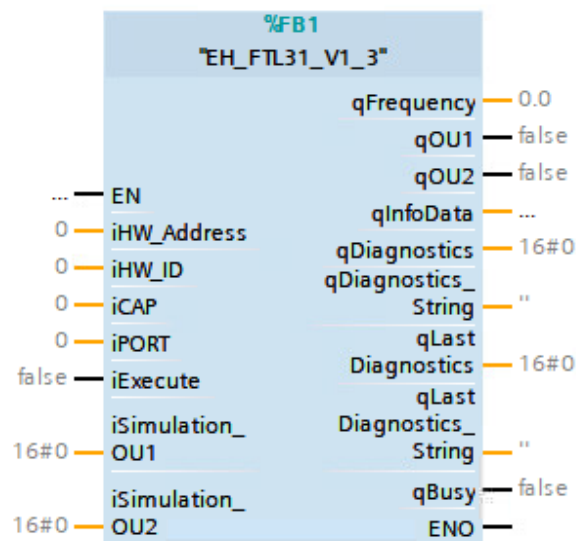 %FB1
"EH_FTL31_V1_3"
qFrequency 0.0
qOU1 false
qOU2 false
... EN
qInfoData ...
0 iHW_Address
qDiagnostics 16#0
0 iHW_ID
qDiagnostics_
String ''
0 iCAP
0 iPORT
qLast
Diagnostics 16#0
false iExecute
qLast
Diagnostics_
String ''
iSimulation_
16#0 OU1
qBusy false
iSimulation_
16#0 OU2
ENO